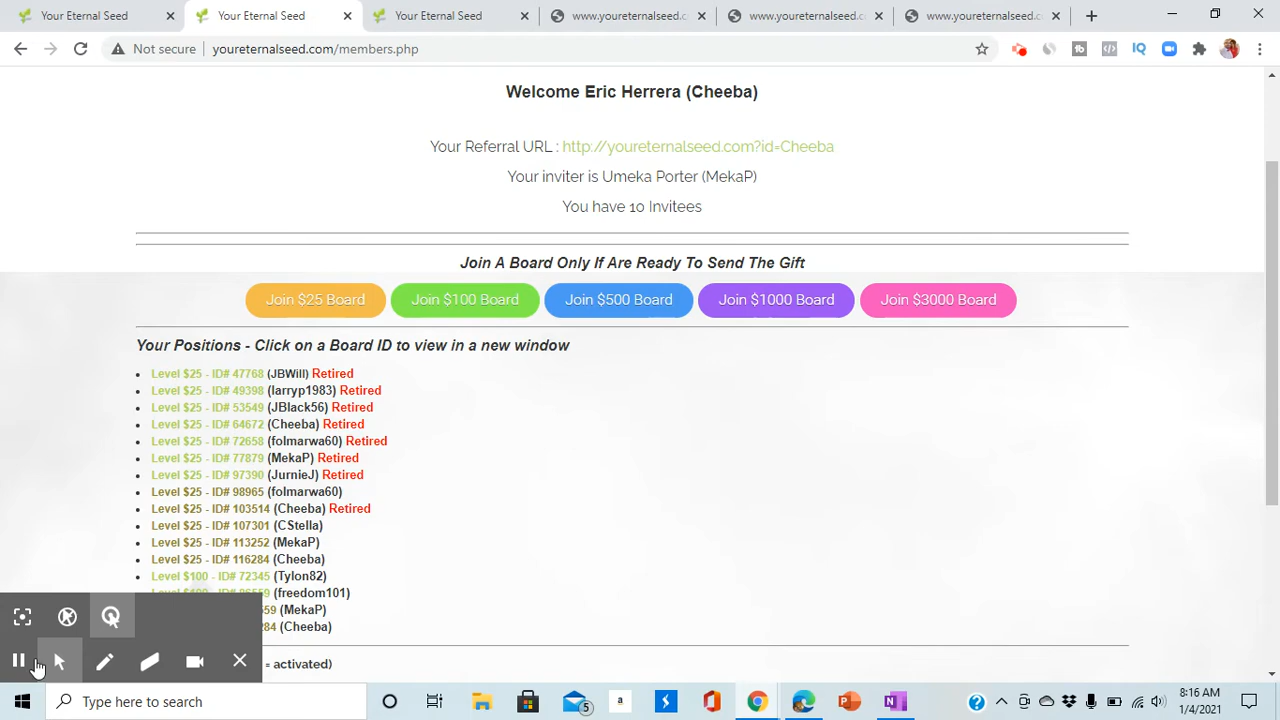 Your Eternal Seed
Your Eternal Seed
Your Eternal Seed
www.youreternalseed.c
www.youreternalseed.c
www.youreternalseed.c
Not secure youreternalseed.com/members.php
IQ
Welcome Eric Herrera (Cheeba)
Your Referral URL : http://youreternalseed.com?id=Cheeba
Your inviter is Umeka Porter (MekaP)
You have 10 Invitees
Join A Board Only If Are Ready To Send The Gift
Join $25 Board Join $100 Board Join $500 Board Join $1000 Board Join $3000 Board
Your Positions - Click on a Board ID to view in a new window
Level $25 - ID# 47768 (JBWill) Retired
Level $25 - ID# 49398 (larryp1983) Retired
Level $25 - ID# 53549 (JBlack56) Retired
Level $25 - ID# 64672 (Cheeba) Retired
Level $25 - ID# 72658 (folmarwa60) Retired
Level $25 - ID# 77879 (MekaP) Retired
Level $25 - ID# 97390 (JurnieJ) Retired
Level $25 - ID# 98965 (folmarwa60)
Level $25 - ID# 103514 (Cheeba) Retired
Level $25 - ID# 107301 (CStella)
Level $25 - ID# 113252 (MekaP)
Level $25 - ID# 116284 (Cheeba)
Level $100 - ID# 72345 (Tylon82)
(freedom101)
559 (MekaP)
284 (Cheeba)
= activated)
Type here to search
5
a
8:16 AM
1/4/2021